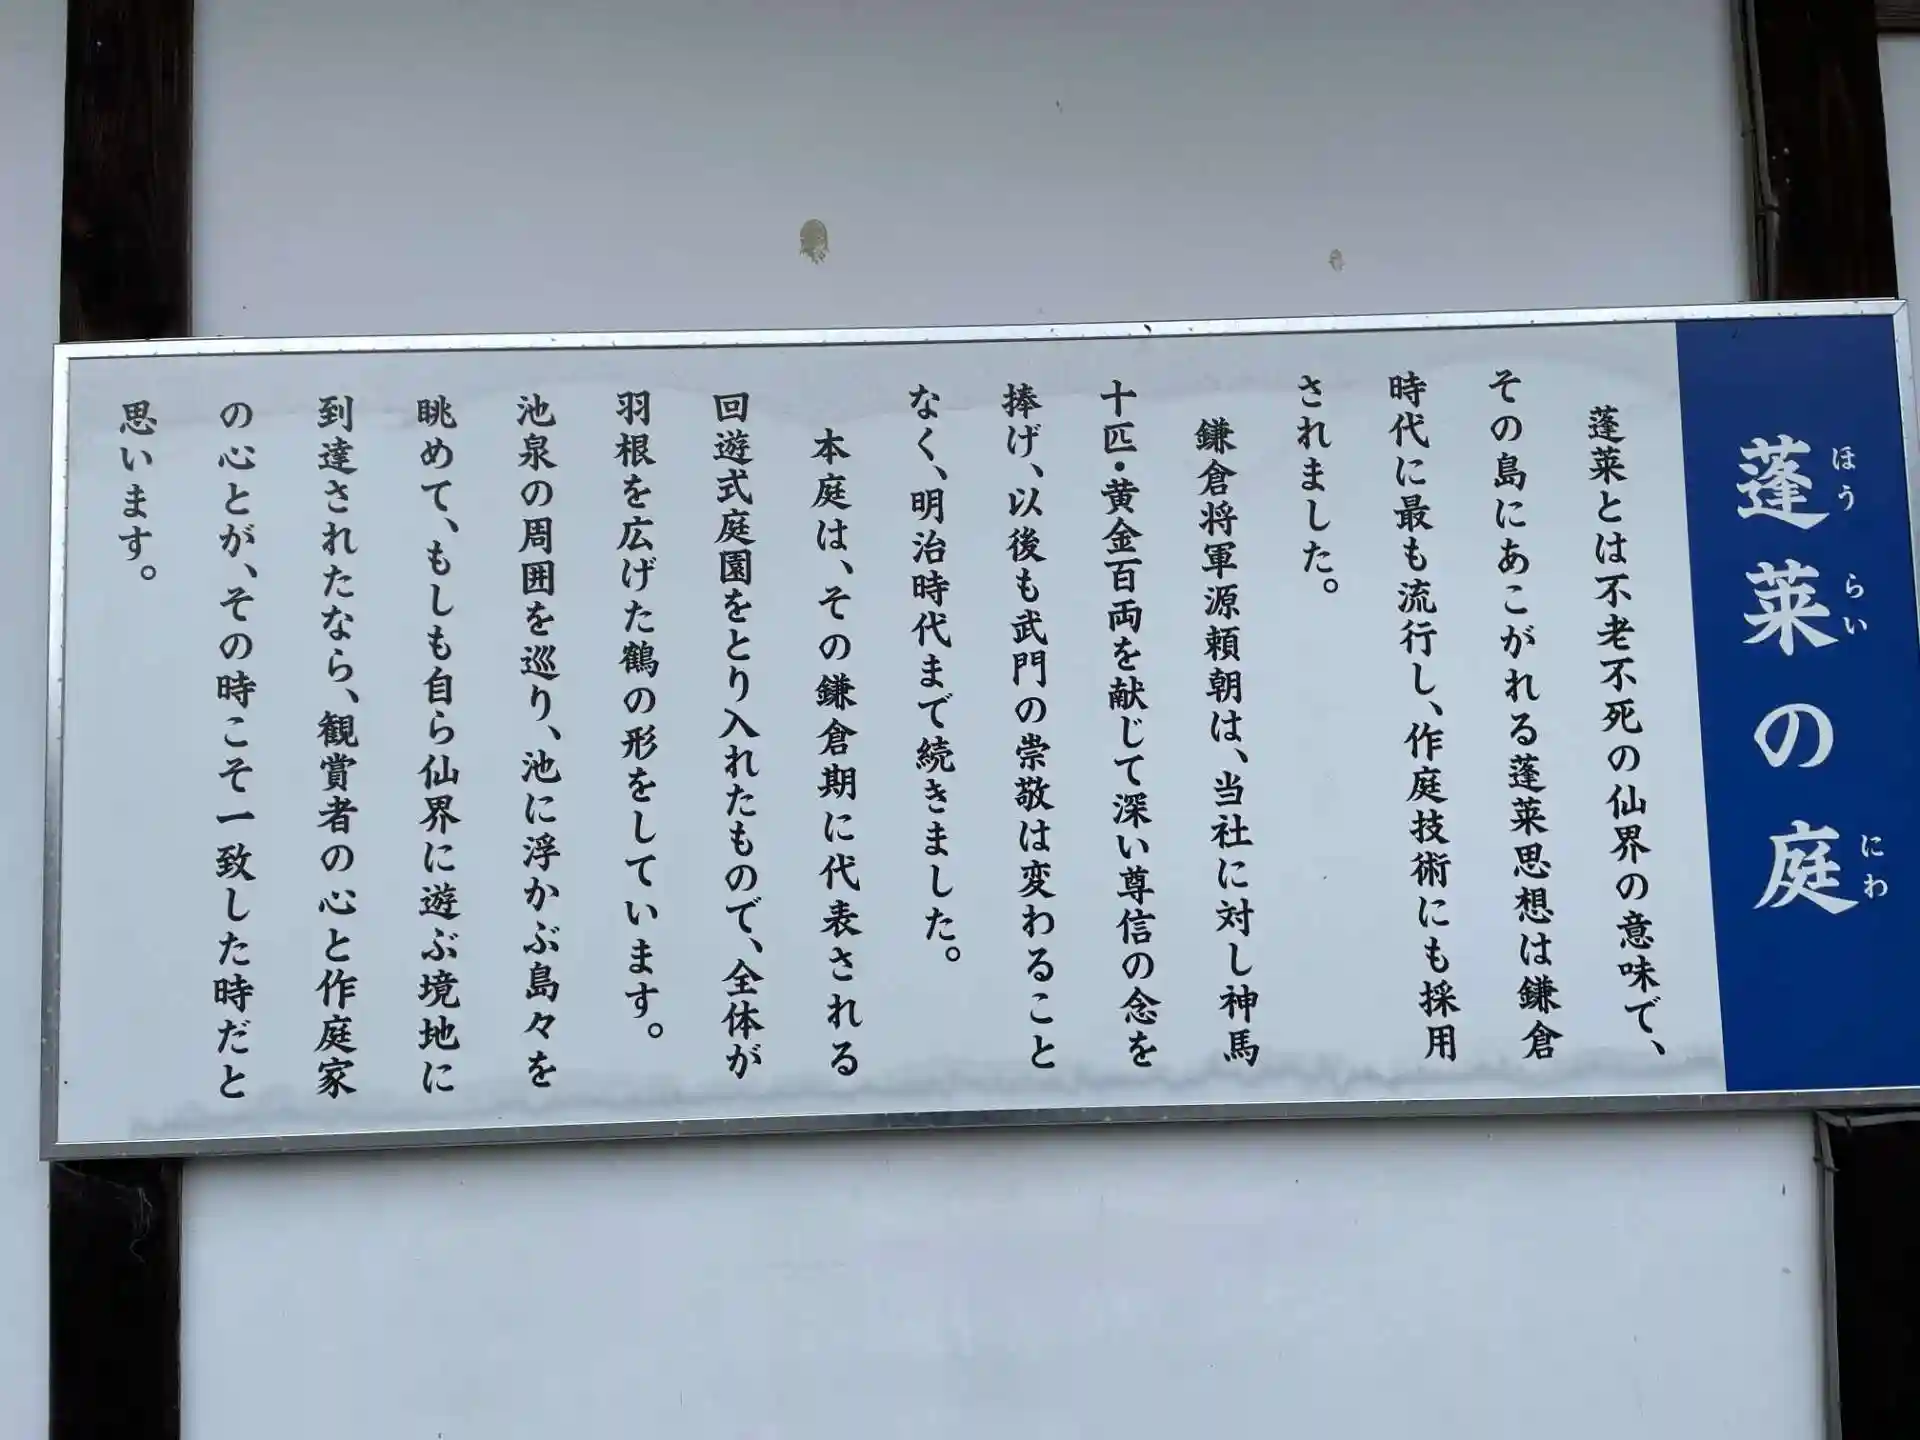 蓬莱の庭
ほう
らい
にわ
蓬莱とは不老不死の仙界の意味で、
その島にあこがれる蓬莱思想は鎌倉
時代に最も流行し、作庭技術にも採用
されました。
鎌倉将軍源頼朝は、当社に対し神馬
十匹・黄金百両を献じて深い尊信の念を
捧げ、以後も武門の崇敬は変わること
なく、明治時代まで続きました。
本庭は、その鎌倉期に代表される
回遊式庭園をとり入れたもので、全体が
羽根を広げた鶴の形をしています。
池泉の周囲を巡り、池に浮かぶ島々を
眺めて、もしも自ら仙界に遊ぶ境地に
到達されたなら、観賞者の心と作庭家
の心とが、その時こそ一致した時だと
思います。